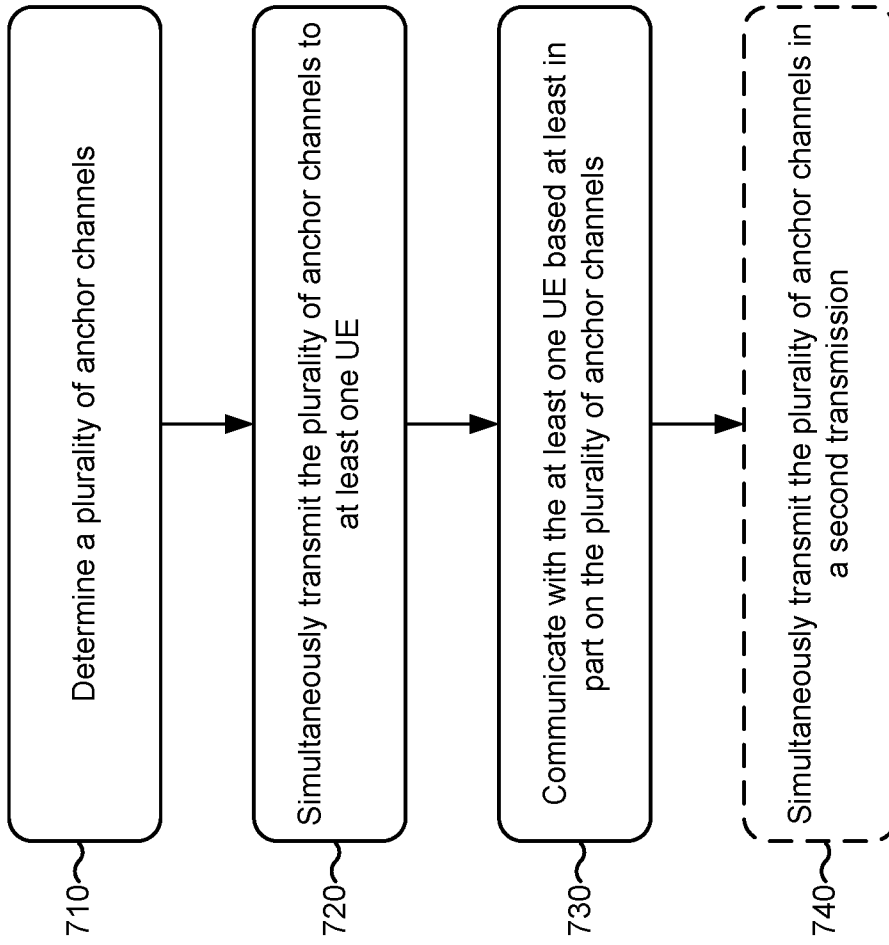 710
Determine a plurality of anchor channels
720
Simultaneously transmit the plurality of anchor channels to
at least one UE
730
Communicate with the at least one UE based at least in
part on the plurality of anchor channels
740
Simultaneously transmit the plurality of anchor channels in
a second transmission